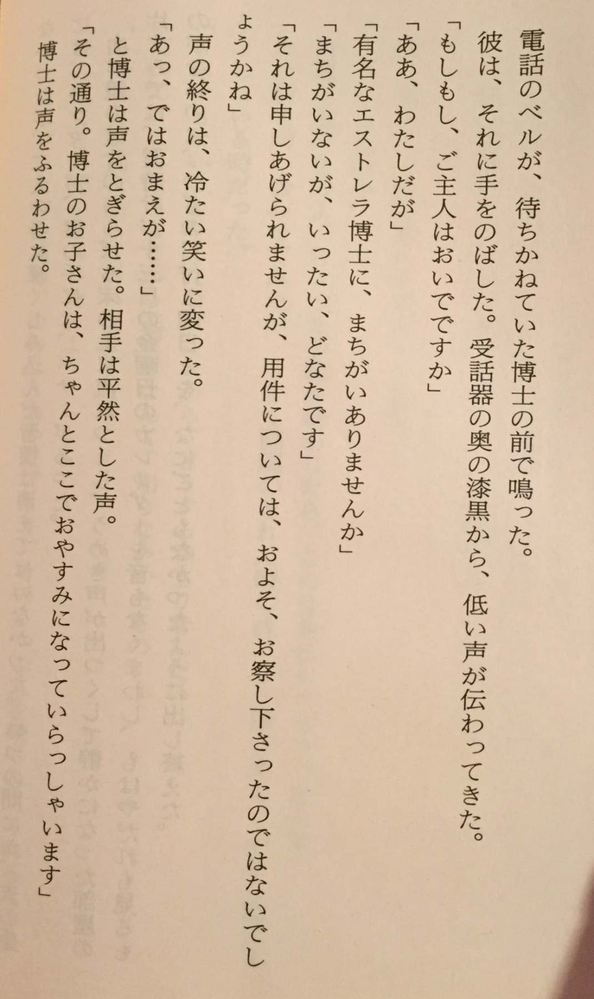 電話のベルが、待ちかねていた博士の前で鳴った。
彼は、それに手をのばした。受話器の奥の漆黒から、低い声が伝わってきた。
「もしもし、ご主人はおいでですか」
「ああ、わたしだが」
「有名なエストレラ博士に、まちがいありませんか」
「まちがいないが、いったい、どなたです」
「それは申しあげられませんが、用件については、およそ、お察し下さったのではないでし
ょうかね」
声の終りは、冷たい笑いに変った。
「あっ、ではおまえが……」
と博士は声をとぎらせた。相手は平然とした声。
「その通り。博士のお子さんは、ちゃんとここでおやすみになっていらっしゃいます」
博士は声をふるわせた。